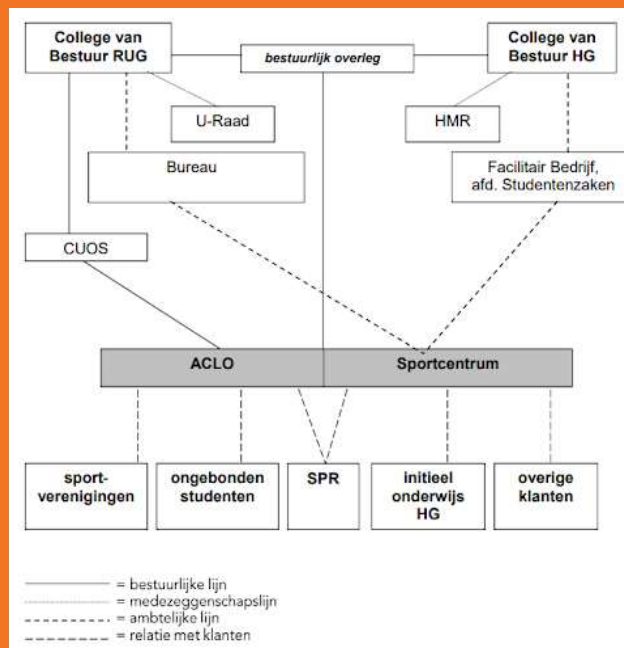 College van
Bestuur RUG
bestuurlijk overleg
College van
Bestuur HG
U-Raad
HMR
Bureau
Facilitair Bedrijf,
afd. Studentenzaken
CUOS
ACLO
Sportcentrum
sport-
verenigingen
ongebonden
studenten
SPR
initieel
onderwijs
HG
overige
klanten
= bestuurlijke lijn
= medezeggenschapslijn
= ambtelijke lijn
= relatie met klanten